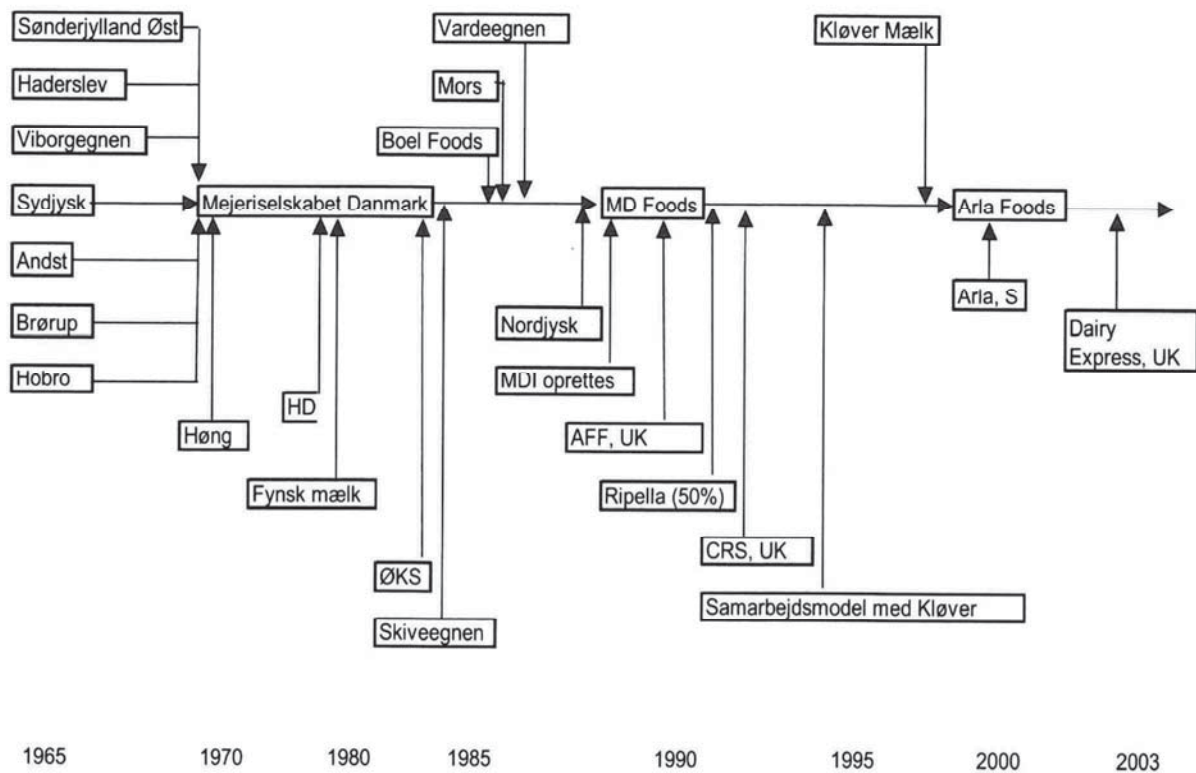 Sønderjylland Øst
Vardeegnen
Kløver Mælk
Haderslev
Mors
Viborgegnen
Boel Foods
Sydjysk
Mejeriselskabet Danmark
MD Foods
Arla Foods
Andst
Arla, S
Brørup
Nordjysk
Dairy
Express, UK
Hobro
MDI oprettes
HD
Høng
AFF, UK
Fynsk mælk
Ripella (50%)
CRS, UK
ØKS
Samarbejdsmodel med Kløver
Skiveegnen
1965 1970 1980 1985 1990 1995 2000 2003